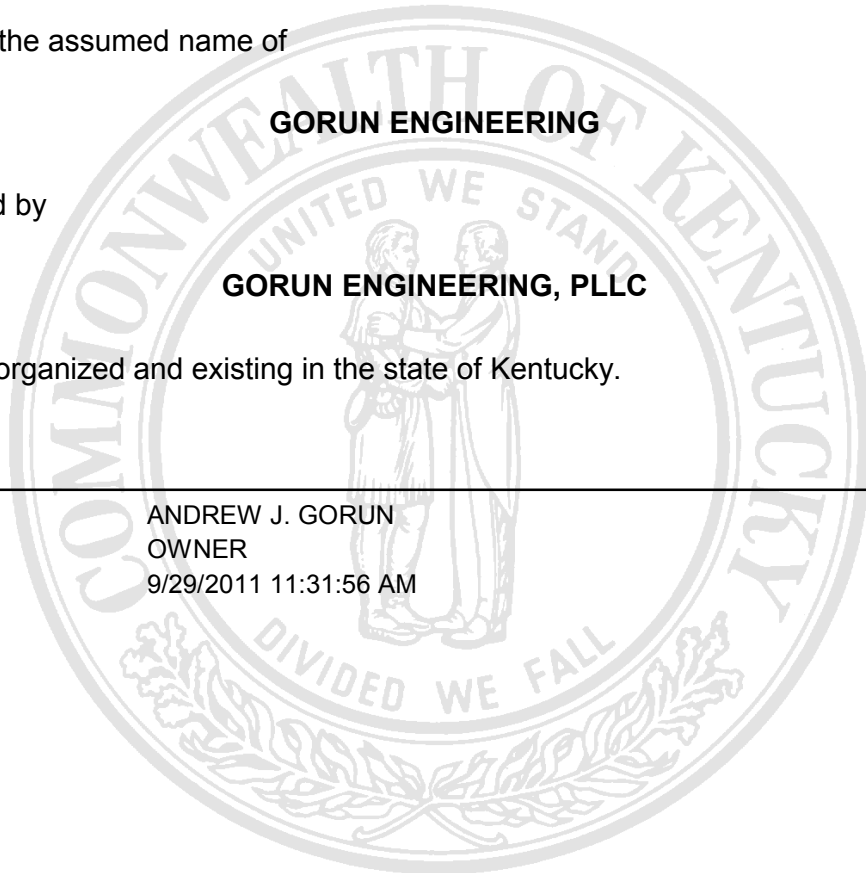 the assumed name of
GORUN ENGINEERING
d by
GORUN ENGINEERING, PLLC
organized and existing in the state of Kentucky.
ANDREW J. GORUN
OWNER
9/29/2011 11:31:56 AM
COMMONWEALTH OF KENTUCKY
UNITED WE STAND
DIVIDED WE FALL